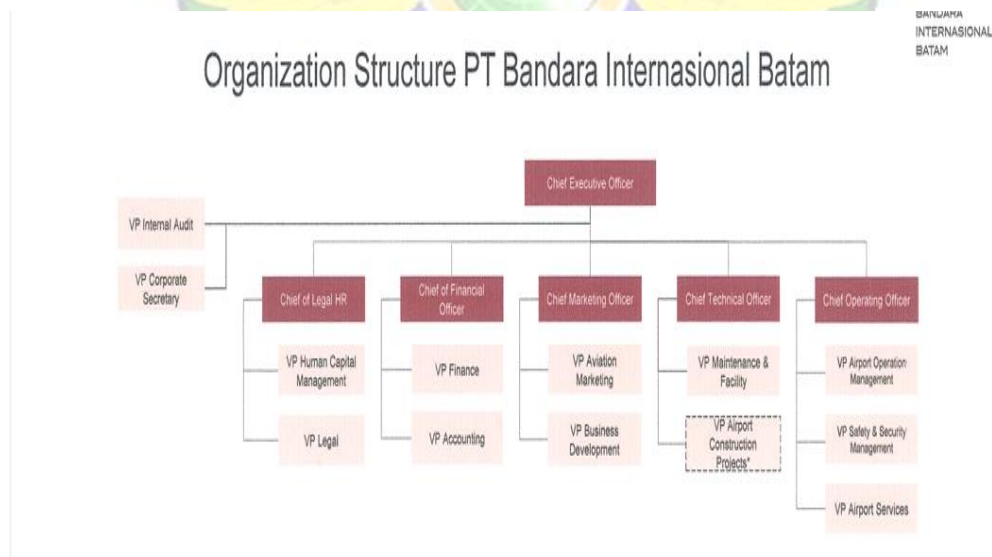 BANDARA
INTERNASIONAL
BATAM
Organization Structure PT Bandara Internasional Batam
Chief Executive Officer
VP Internal Audit
VP Corporate
Secretary
Chief of Legal HR
Chief of Financial
Officer
Chief Marketing Officer
Chief Technical Officer
Chief Operating Officer
VP Human Capital
Management
VP Finance
VP Aviation
Marketing
VP Maintenance &
Facility
VP Airport Operation
Management
VP Legal
VP Accounting
VP Business
Development
VP Airport
Construction
Projects*
VP Safety & Security
Management
VP Airport Services